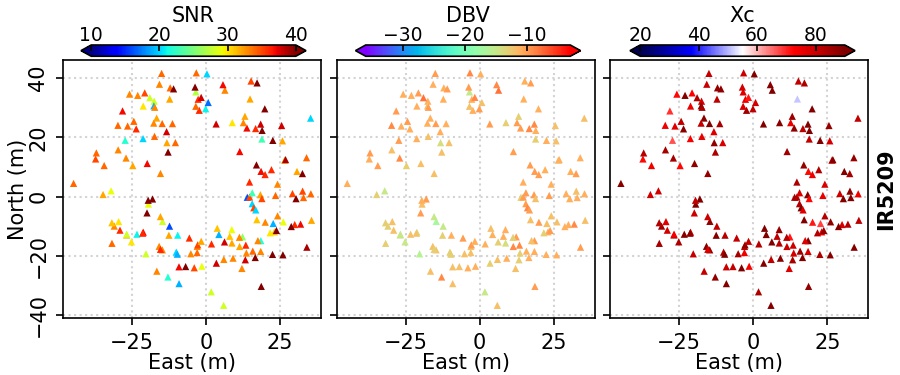 SNR DBV Xc
10 20 30 40 −30 −20 −10 20 40 60 80
40
20
0
−20
−40
North (m)
−25 0 25 −25 0 25 −25 0 25
East (m) East (m) East (m)
IR5209